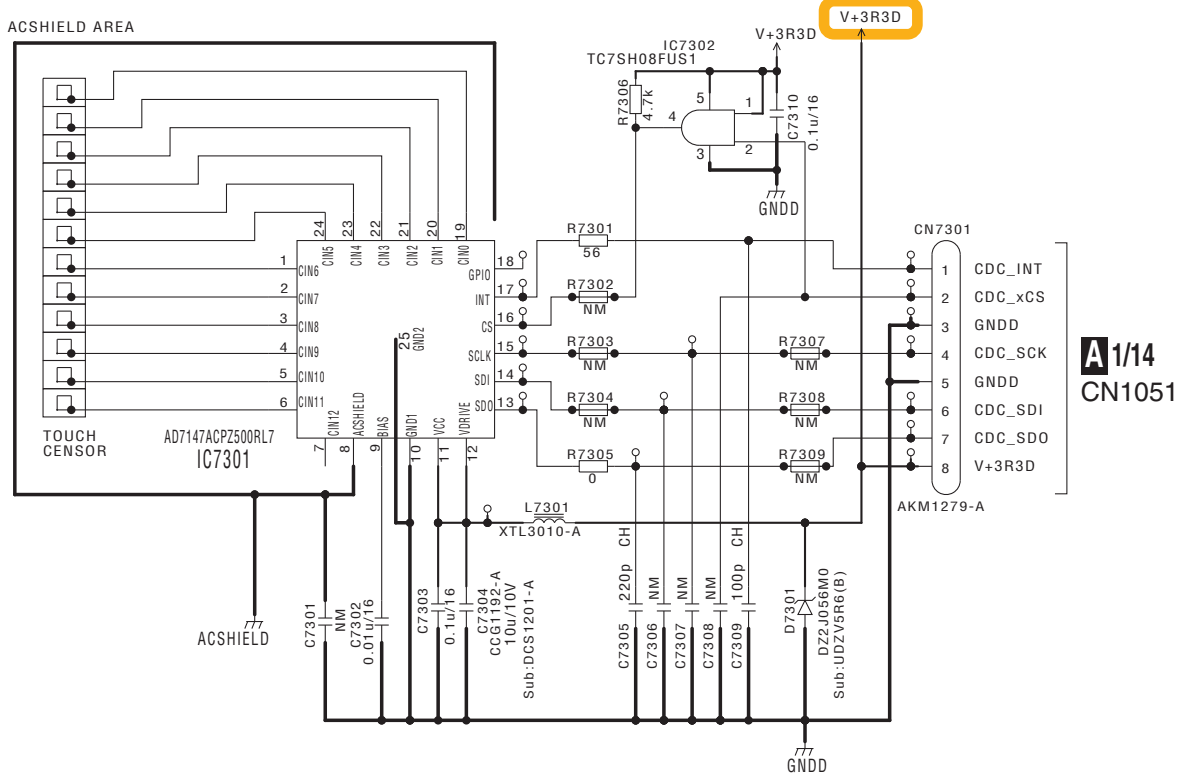 ACSHIELD AREA
V+3R3D
V+3R3D
IC7302
TC7SH08FUS1
R7306
4.7k
5
4
1
3
2
C7310
0.1u/16
GNDD
24
23
22
21
20
19
CIN5
CIN4
CIN3
CIN2
CIN1
CIN0
1
CIN6
2
CIN7
3
CIN8
4
CIN9
5
CIN10
6
CIN11
18
GPIO
17
INT
16
CS
15
SCLK
14
SDI
13
SDO
25
GND2
CIN12
ACSHIELD
BIAS
GND1
VCC
VDRIVE
7
8
9
10
11
12
TOUCH
CENSOR
AD7147ACPZ500RL7
IC7301
R7301
56
R7302
NM
R7303
NM
R7304
NM
R7305
0
R7307
NM
R7308
NM
R7309
NM
CN7301
1 CDC_INT
2 CDC_xCS
3 GNDD
4 CDC_SCK
5 GNDD
6 CDC_SDI
7 CDC_SDO
8 V+3R3D
AKM1279-A
A 1/14
CN1051
L7301
XTL3010-A
ACSHIELD
C7301
NM
C7302
0.01u/16
C7303
0.1u/16
C7304
CCG1192-A
10u/10V
Sub:DCS1201-A
C7305 220p CH
C7306 NM
C7307 NM
C7308 NM
C7309 100p CH
D7301
DZ2J056M0
Sub:UDZV5R6(B)
GNDD